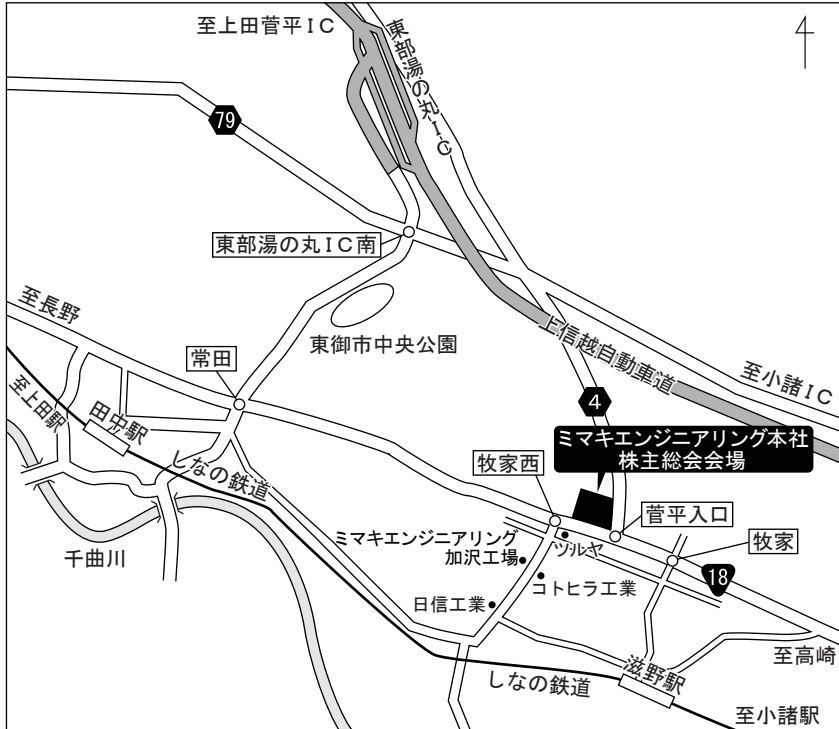 至上田菅平IC
東部湯の丸IC
79
東部湯の丸IC南
至長野
東御市中央公園
上信越自動車道
常田
至小諸IC
4
至上田駅
田中駅
ミマキエンジニアリング本社
株主総会会場
しなの鉄道
牧家西
菅平入口
ミマキエンジニアリング
加沢工場
ツルヤ
牧家
千曲川
18
コトヒラ工業
日信工業
至高崎
滋野駅
しなの鉄道
至小諸駅